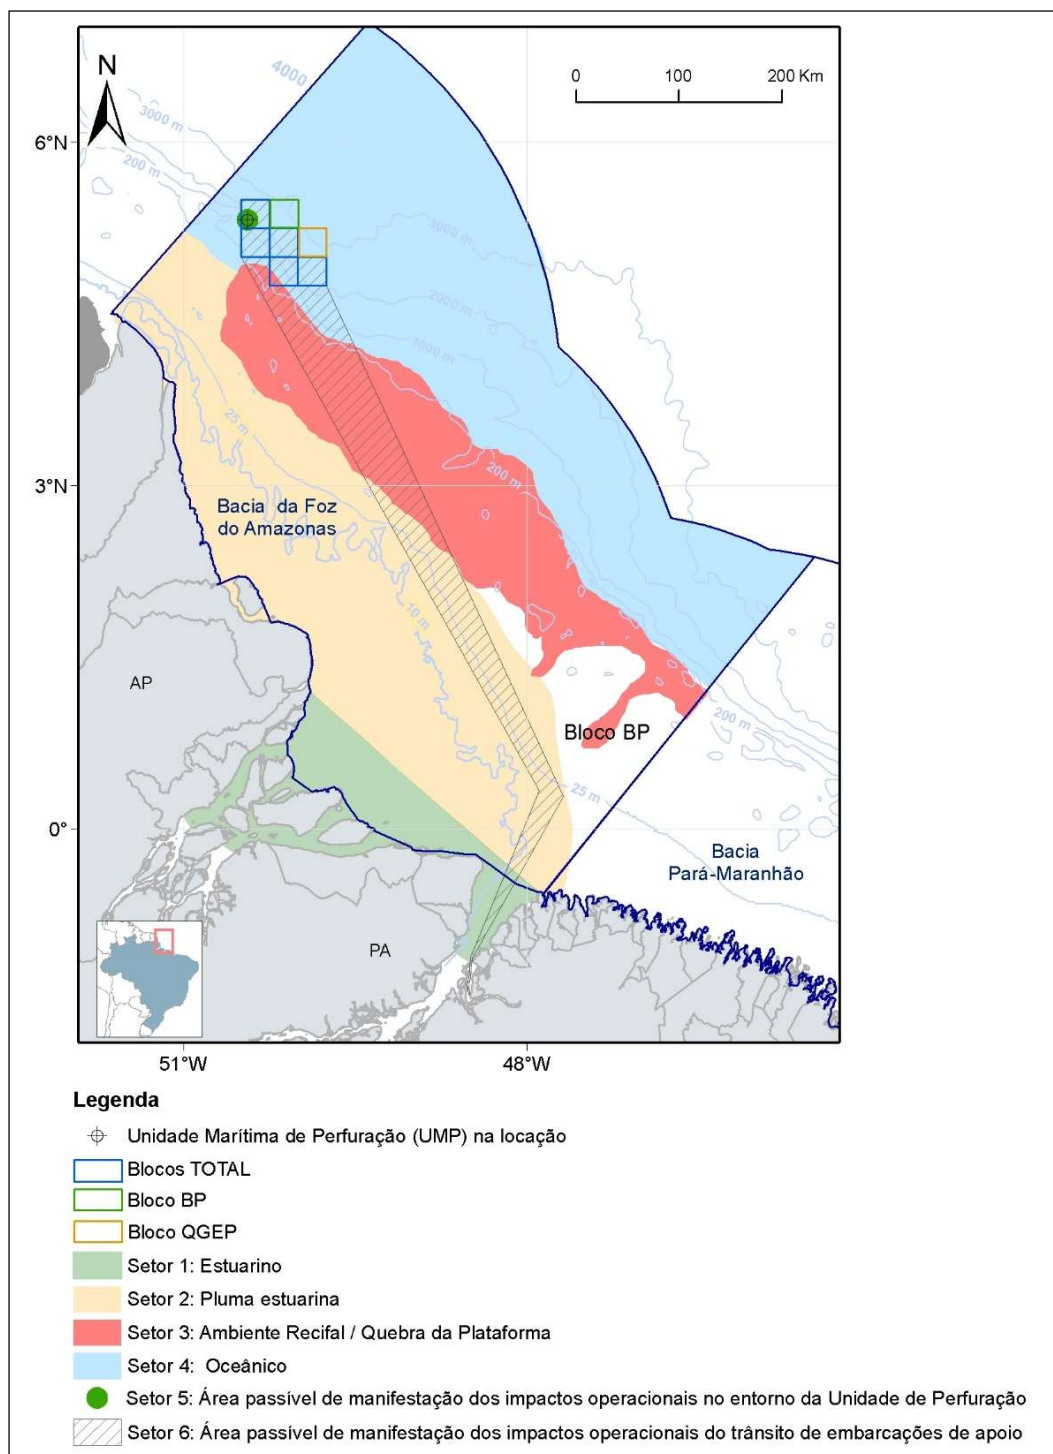 N
0 100 200 Km
4000
3000 m
200 m
6°N
3000 m
2000 m
1000 m
25 m
3°N
200 m
Bacia da Foz
do Amazonas
10 m
AP
200 m
Bloco BP
25 m
0°
Bacia
Pará-Maranhão
PA
51°W 48°W
Legenda
Unidade Marítima de Perfuração (UMP) na locação
Blocos TOTAL
Bloco BP
Bloco QGEP
Setor 1: Estuarino
Setor 2: Pluma estuarina
Setor 3: Ambiente Recifal / Quebra da Plataforma
Setor 4: Oceânico
Setor 5: Área passível de manifestação dos impactos operacionais no entorno da Unidade de Perfuração
Setor 6: Área passível de manifestação dos impactos operacionais do trânsito de embarcações de apoio